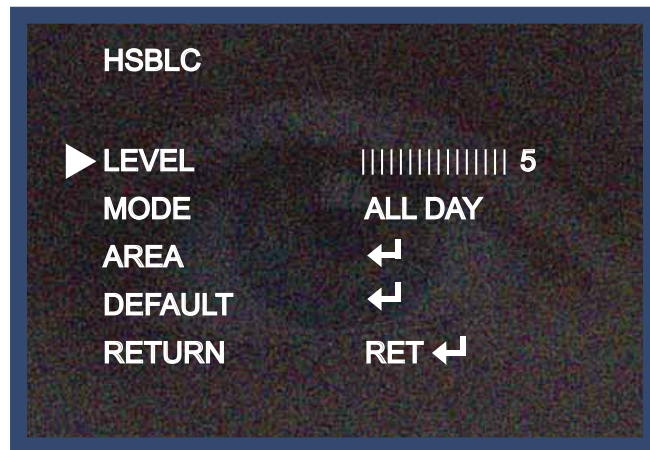 HSBLC
LEVEL |||||||||||||||| 5
MODE ALL DAY
AREA ↵
DEFAULT ↵
RETURN RET ↵